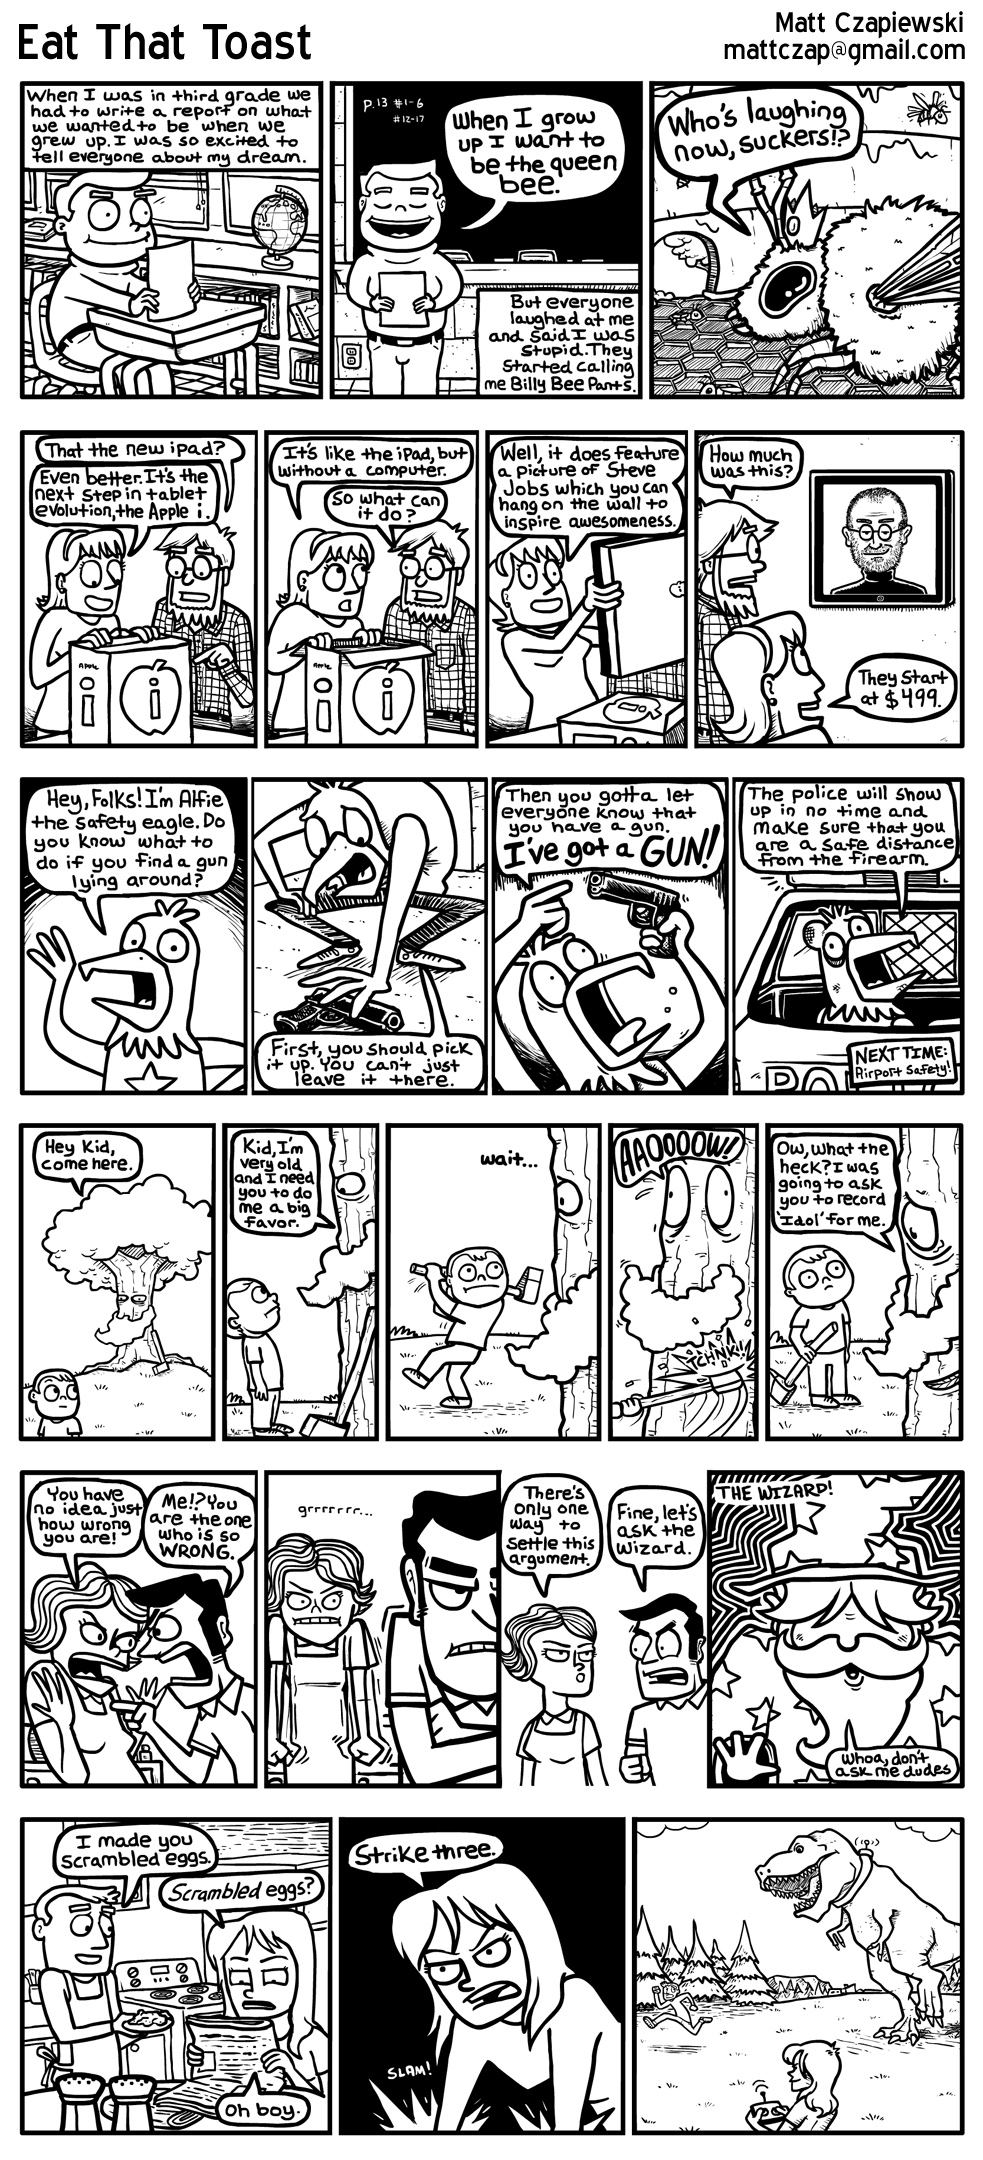 Eat That Toast
Matt Czapiewski
mattczap@gmail.com
When I was in third grade we
had to write a report on what
we wanted to be when we
grew up. I was so excited to
tell everyone about my dream.
p.13 #1-6
#12-17
When I grow
up I want to
be the queen
bee.
But everyone
laughed at me
and said I was
stupid. They
started calling
me Billy Bee Pants.
Who's laughing
now, suckers!?
That the new ipad?
Even better. It's the
next step in tablet
evolution, the Apple i.
Apple
i
i
It's like the iPad, but
without a computer.
So what can
it do?
Apple
i
i
Well, it does feature
a picture of Steve
Jobs which you can
hang on the wall to
inspire awesomeness.
i
How much
was this?
They start
at $499.
Hey, Folks! I'm Alfie
the safety eagle. Do
you know what to
do if you find a gun
lying around?
First, you should pick
it up. You can't just
leave it there.
Then you gotta let
everyone know that
you have a gun.
I've got a GUN!
The police will show
up in no time and
make sure that you
are a safe distance
from the firearm.
NEXT TIME:
Airport Safety!
PO
Hey Kid,
come here.
Kid, I'm
very old
and I need
you to do
me a big
favor.
wait...
AAOOOOW!
TCHNK!
Ow, what the
heck? I was
going to ask
you to record
'Idol' for me.
You have
no idea just
how wrong
you are!
Me!? You
are the one
who is so
WRONG.
grrrrrrr...
There's
only one
way to
settle this
argument.
Fine, let's
ask the
wizard.
THE WIZARD!
Whoa, don't
ask me dudes
I made you
scrambled eggs.
Scrambled eggs?
Oh boy.
Strike three.
SLAM!